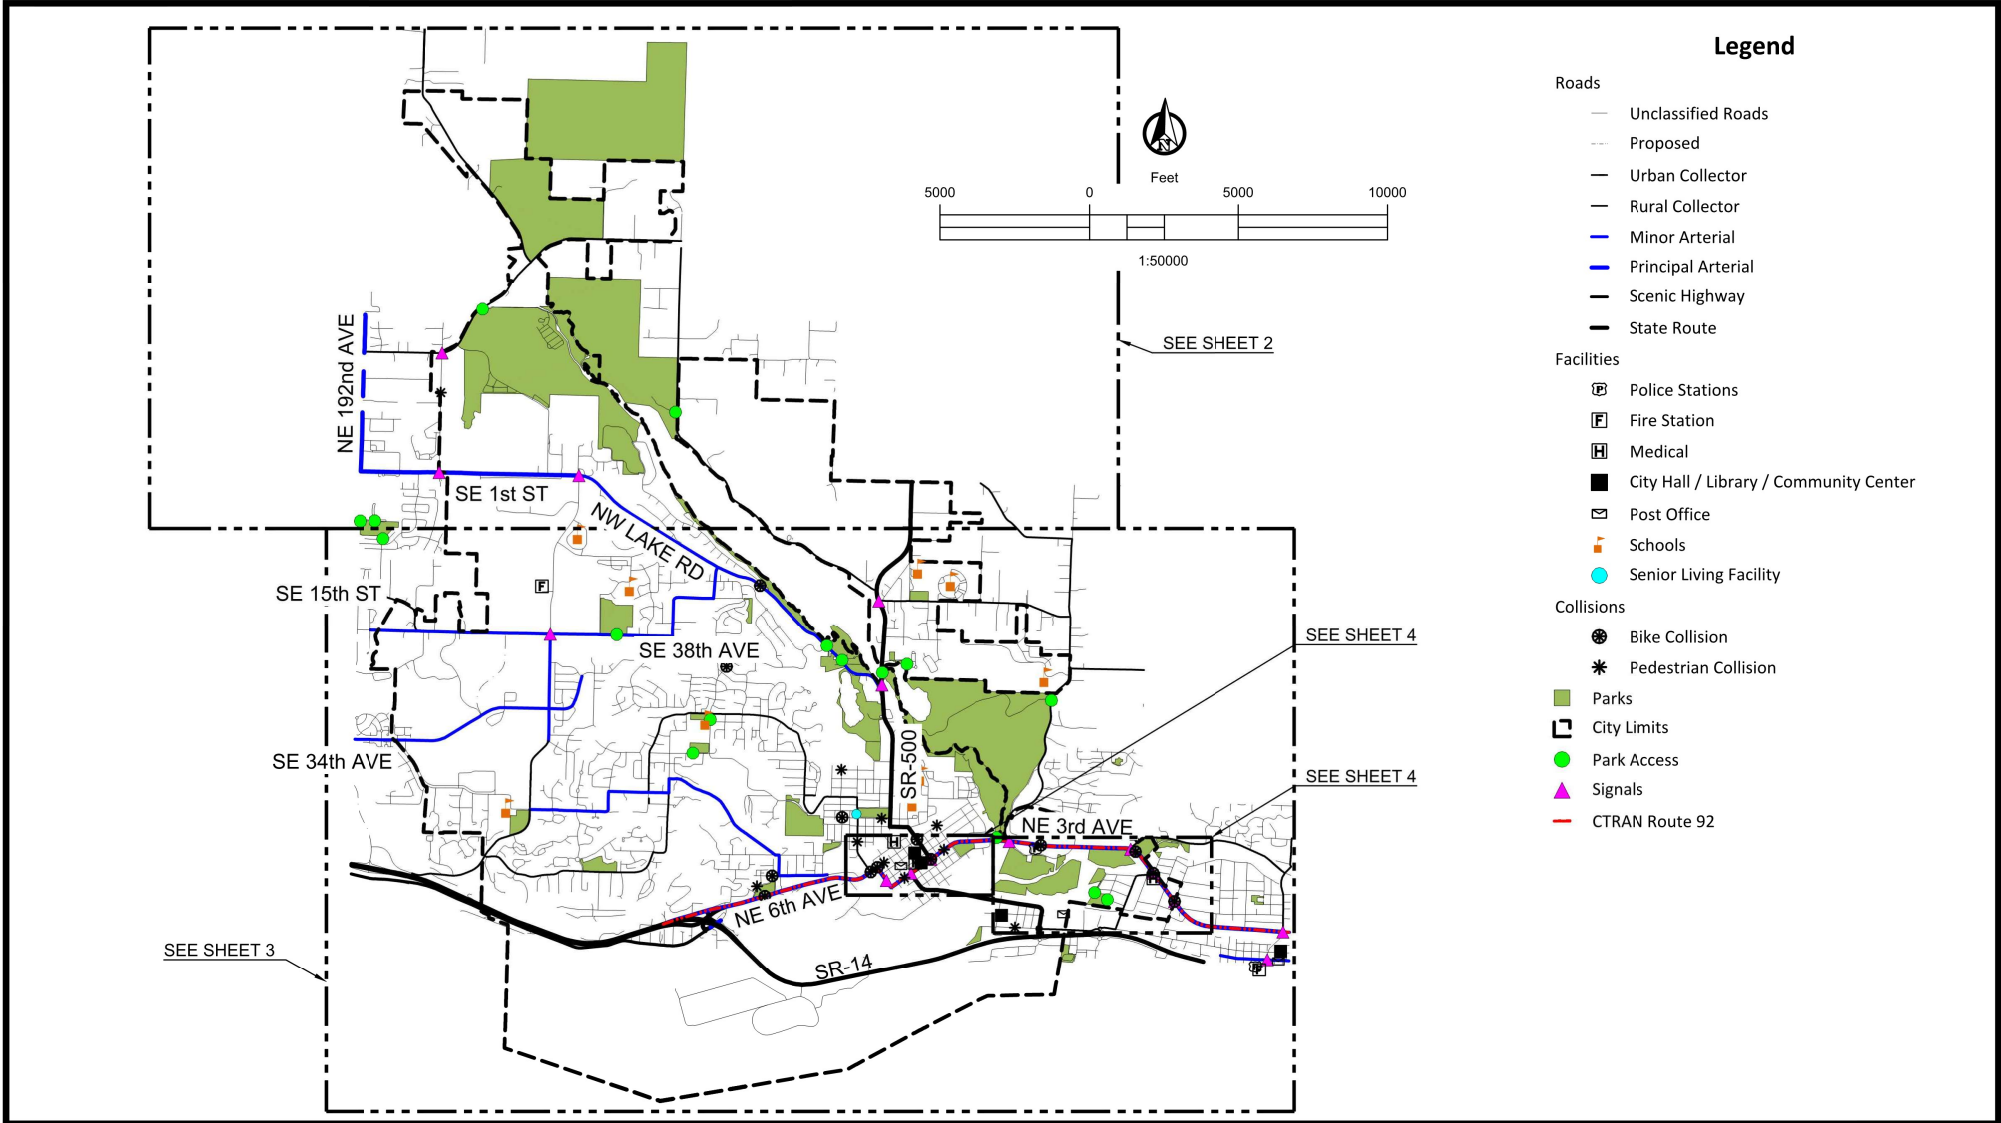 Legend
Roads
Unclassified Roads
Proposed
Urban Collector
Rural Collector
Minor Arterial
Principal Arterial
Scenic Highway
State Route
Facilities
P
Police Stations
F
Fire Station
H
Medical
City Hall / Library / Community Center
Post Office
Schools
Senior Living Facility
Collisions
Bike Collision
Pedestrian Collision
Parks
City Limits
Park Access
Signals
CTRAN Route 92
N
Feet
5000 0 5000 10000
1:50000
SEE SHEET 2
NE 192nd AVE
SE 1st ST
NW LAKE RD
F
SE 15th ST
SE 38th AVE
SEE SHEET 4
SE 34th AVE
SR-500
SEE SHEET 4
NE 3rd AVE
H
NE 6th AVE
SEE SHEET 3
SR-14